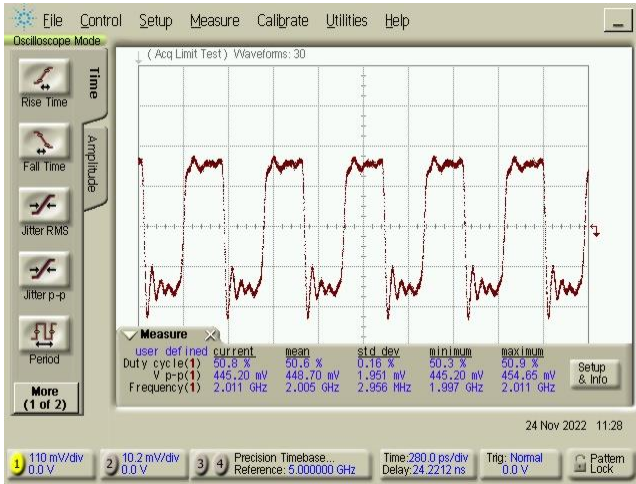 File Control Setup Measure Calibrate Utilities Help
Oscilloscope Mode
( Acq Limit Test ) Waveforms: 30
Time
Amplitude
Rise Time
Fall Time
Jitter RMS
Jitter p-p
Period
More
(1 of 2)
Measure
user defined current mean std dev minimum maximum
Duty cycle(1) 50.8 % 50.6 % 0.16 % 50.3 % 50.9 %
V p-p(1) 445.20 mV 448.70 mV 1.951 mV 445.20 mV 454.65 mV
Frequency(1) 2.011 GHz 2.005 GHz 2.956 MHz 1.997 GHz 2.011 GHz
Setup
& Info
24 Nov 2022 11:28
1 110 mV/div
0.0 V
2 10.2 mV/div
0.0 V
3 4
Precision Timebase...
Reference: 5.000000 GHz
Time:280.0 ps/div
Delay:24.2212 ns
Trig: Normal
0.0 V
Pattern
Lock